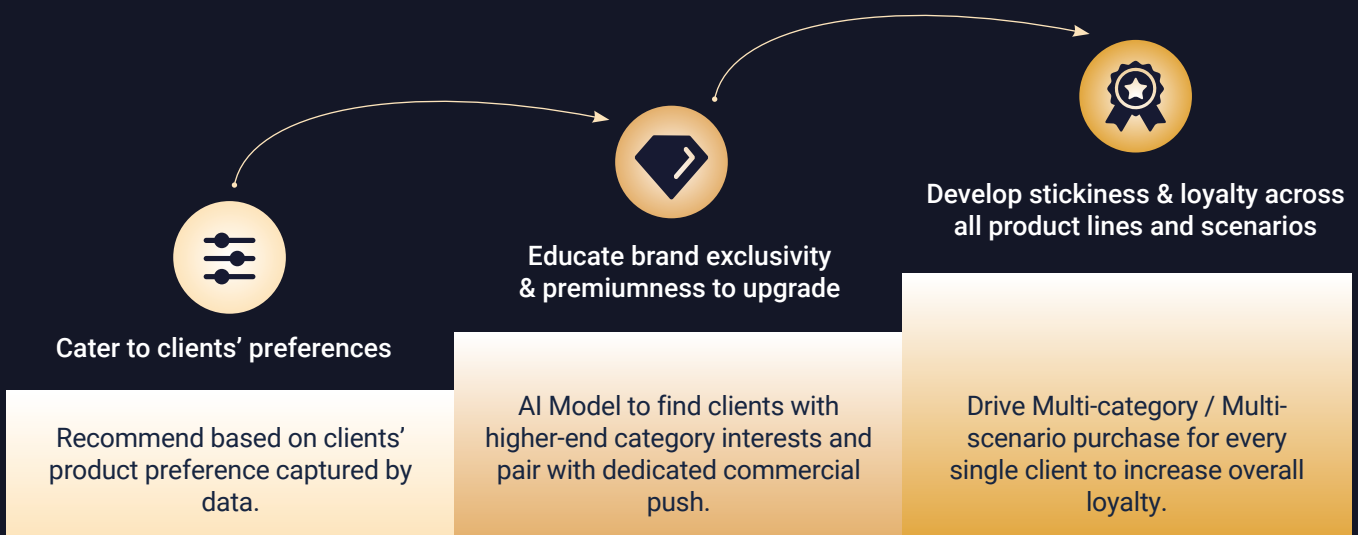 Cater to clients’ preferences
Recommend based on clients’
product preference captured by
data.
Educate brand exclusivity
& premiumness to upgrade
AI Model to find clients with
higher-end category interests and
pair with dedicated commercial
push.
Develop stickiness & loyalty across
all product lines and scenarios
Drive Multi-category / Multi-
scenario purchase for every
single client to increase overall
loyalty.